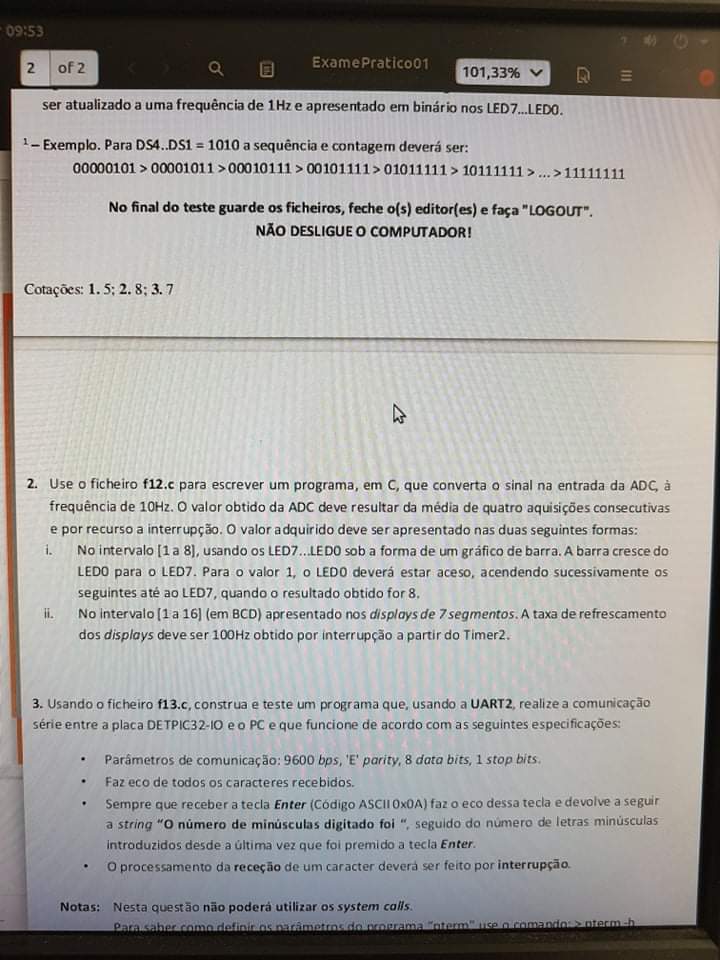 09:53
2 of 2
ExamePratico01
101,33%
ser atualizado a uma frequência de 1Hz e apresentado em binário nos LED7...LED0.
1 – Exemplo. Para DS4..DS1 = 1010 a sequência e contagem deverá ser:
00000101 > 00001011 >00010111 > 00101111 > 01011111 > 10111111 > ... > 11111111
No final do teste guarde os ficheiros, feche o(s) editor(es) e faça "LOGOUT".
NÃO DESLIGUE O COMPUTADOR!
Cotações: 1. 5; 2. 8; 3. 7
2. Use o ficheiro f12.c para escrever um programa, em C, que converta o sinal na entrada da ADC, à
frequência de 10Hz. O valor obtido da ADC deve resultar da média de quatro aquisições consecutivas
e por recurso a interrupção. O valor adquirido deve ser apresentado nas duas seguintes formas:
i. No intervalo [1 a 8], usando os LED7...LED0 sob a forma de um gráfico de barra. A barra cresce do
LED0 para o LED7. Para o valor 1, o LED0 deverá estar aceso, acendendo sucessivamente os
seguintes até ao LED7, quando o resultado obtido for 8.
ii. No intervalo [1 a 16] (em BCD) apresentado nos displays de 7 segmentos. A taxa de refrescamento
dos displays deve ser 100Hz obtido por interrupção a partir do Timer2.
3. Usando o ficheiro f13.c, construa e teste um programa que, usando a UART2, realize a comunicação
série entre a placa DETPIC32-IO e o PC e que funcione de acordo com as seguintes especificações:
• Parâmetros de comunicação: 9600 bps, 'E' parity, 8 data bits, 1 stop bits.
• Faz eco de todos os caracteres recebidos.
• Sempre que receber a tecla Enter (Código ASCII 0x0A) faz o eco dessa tecla e devolve a seguir
a string “O número de minúsculas digitado foi “, seguido do número de letras minúsculas
introduzidos desde a última vez que foi premido a tecla Enter.
• O processamento da receção de um caracter deverá ser feito por interrupção.
Notas: Nesta questão não poderá utilizar os system calls.
Para saber como definir os parâmetros do programa "pterm" use o comando: > pterm -h